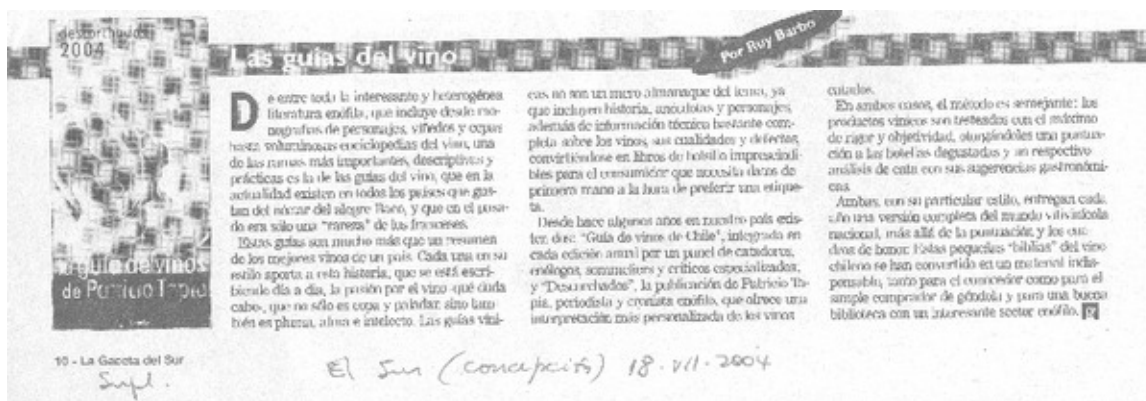 descorchados
2004
la guía de vinos
de Patricio Tapia
Las guías del vino
Por Ruy Barbo
De entre toda la interesante y heterogénea
literatura enófila, que incluye desde mo-
nografías de personajes, viñedos y cepas
hasta voluminosas enciclopedias del vino, una
de las ramas más importantes, descriptivas y
prácticas es la de las guías del vino, que en la
actualidad existen en todos los países que gus-
tan del néctar del alegre Baco, y que en el pasa-
do era sólo una "rareza" de los franceses.
Estas guías son mucho más que un resumen
de los mejores vinos de un país. Cada una en su
estilo aporta a esta historia, que se está escri-
biendo día a día, la pasión por el vino -qué duda
cabe-, que no sólo es copa y paladar, sino tam-
bién es pluma, alma e intelecto. Las guías viní-
cas no son un mero almanaque del tema, ya
que incluyen historia, anécdotas y personajes,
además de información técnica bastante com-
pleta sobre los vinos, sus cualidades y defectos,
convirtiéndose en libros de bolsillo imprescindi-
bles para el consumidor que necesita datos de
primera mano a la hora de preferir una etique-
ta.
Desde hace algunos años en nuestro país exis-
ten dos: "Guía de vinos de Chile", integrada en
cada edición anual por un panel de catadores,
enólogos, sommeliers y críticos especializados,
y "Descorchados", la publicación de Patricio Ta-
pia, periodista y cronista enófilo, que ofrece una
interpretación más personalizada de los vinos
catados.
En ambos casos, el método es semejante: los
productos vínicos son testeados con el máximo
de rigor y objetividad, otorgándoles una puntua-
ción a las botellas degustadas y un respectivo
análisis de cata con sus sugerencias gastronómi-
cas.
Ambas, con su particular estilo, entregan cada
año una versión completa del mundo vitivinícola
nacional, más allá de la puntuación y los cua-
dros de honor. Estas pequeñas "biblias" del vino
chileno se han convertido en un material indis-
pensable, tanto para el conocedor como para el
simple comprador de góndola y para una buena
biblioteca con un interesante sector enófilo.
10 - La Gaceta del Sur
Supl.
El Sur (Concepción) 18-VII-2004